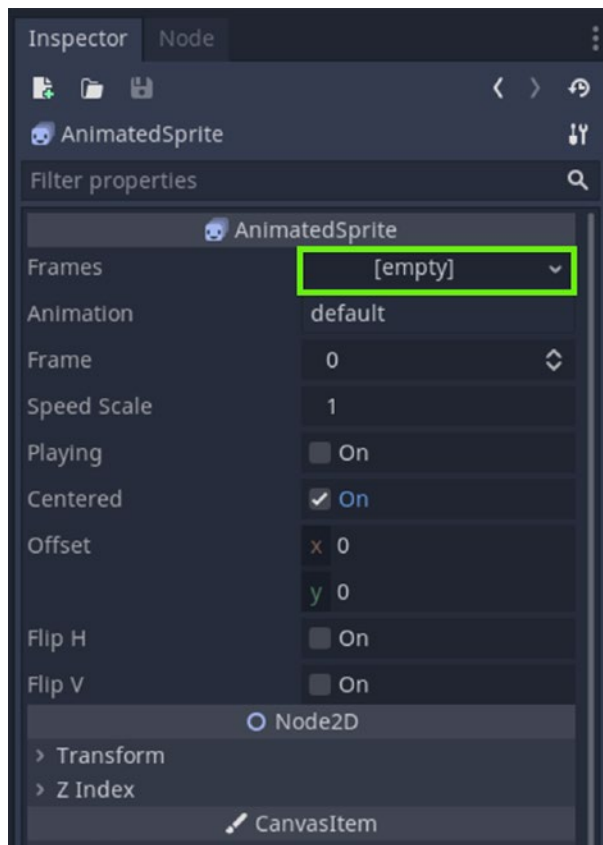 Inspector Node
AnimatedSprite
Filter properties
AnimatedSprite
Frames [empty]
Animation default
Frame 0
Speed Scale 1
Playing On
Centered On
Offset x 0
y 0
Flip H On
Flip V On
Node2D
Transform
Z Index
CanvasItem